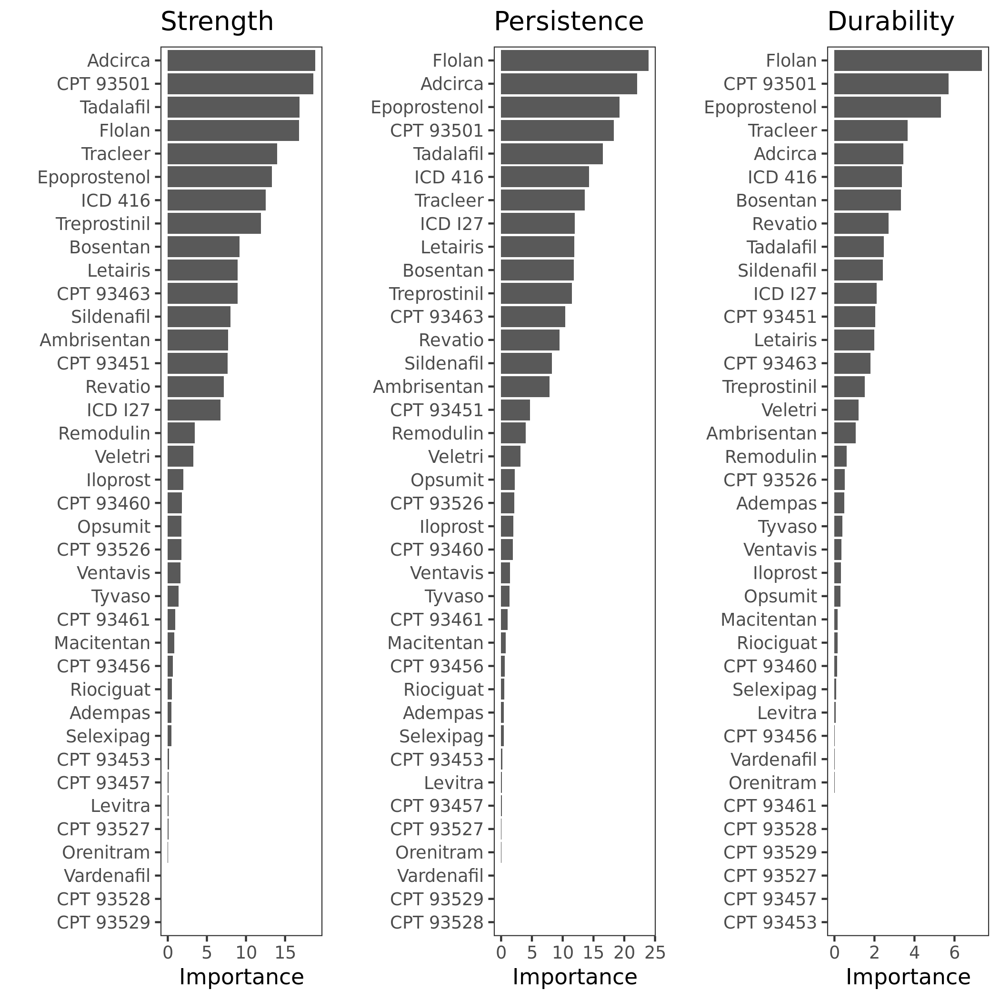 Strength
Adcirca
CPT 93501
Tadalafil
Flolan
Tracleer
Epoprostenol
ICD 416
Treprostinil
Bosentan
Letairis
CPT 93463
Sildenafil
Ambrisentan
CPT 93451
Revatio
ICD I27
Remodulin
Veletri
Iloprost
CPT 93460
Opsumit
CPT 93526
Ventavis
Tyvaso
CPT 93461
Macitentan
CPT 93456
Riociguat
Adempas
Selexipag
CPT 93453
CPT 93457
Levitra
CPT 93527
Orenitram
Vardenafil
CPT 93528
CPT 93529
0 5 10 15
Importance
Persistence
Flolan
Adcirca
Epoprostenol
CPT 93501
Tadalafil
ICD 416
Tracleer
ICD I27
Letairis
Bosentan
Treprostinil
CPT 93463
Revatio
Sildenafil
Ambrisentan
CPT 93451
Remodulin
Veletri
Opsumit
CPT 93526
Iloprost
CPT 93460
Ventavis
Tyvaso
CPT 93461
Macitentan
CPT 93456
Riociguat
Adempas
Selexipag
CPT 93453
Levitra
CPT 93457
CPT 93527
Orenitram
Vardenafil
CPT 93529
CPT 93528
0 5 10 15 20 25
Importance
Durability
Flolan
CPT 93501
Epoprostenol
Tracleer
Adcirca
ICD 416
Bosentan
Revatio
Tadalafil
Sildenafil
ICD I27
CPT 93451
Letairis
CPT 93463
Treprostinil
Veletri
Ambrisentan
Remodulin
CPT 93526
Adempas
Tyvaso
Ventavis
Iloprost
Opsumit
Macitentan
Riociguat
CPT 93460
Selexipag
Levitra
CPT 93456
Vardenafil
Orenitram
CPT 93461
CPT 93528
CPT 93529
CPT 93527
CPT 93457
CPT 93453
0 2 4 6
Importance